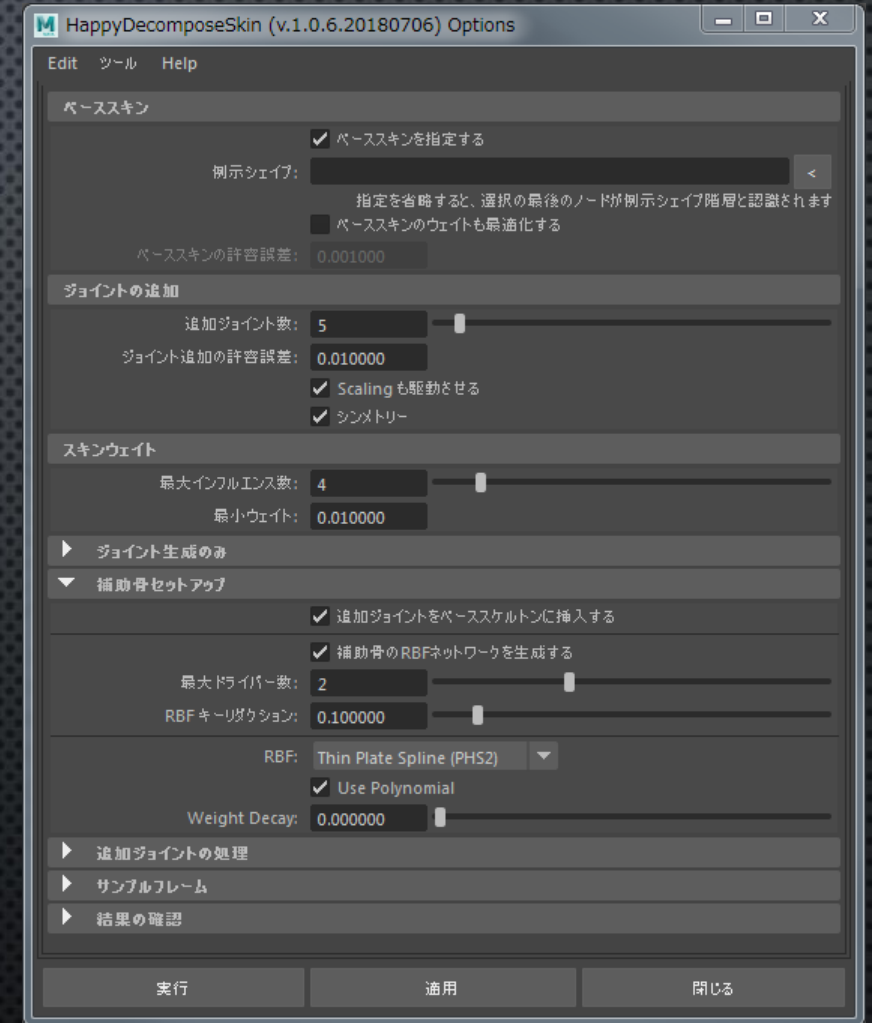 HappyDecomposeSkin (v.1.0.6.20180706) Options
Edit ツール Help
ベーススキン
ベーススキンを指定する
例示シェイプ: <
指定を省略すると、選択の最後のノードが例示シェイプ階層と認識されます
ベーススキンのウェイトも最適化する
ベーススキンの許容誤差: 0.001000
ジョイントの追加
追加ジョイント数: 5
ジョイント追加の許容誤差: 0.010000
Scalingも駆動させる
シンメトリー
スキンウェイト
最大インフルエンス数: 4
最小ウェイト: 0.010000
ジョイント生成のみ
補助骨セットアップ
追加ジョイントをベーススケルトンに挿入する
補助骨のRBFネットワークを生成する
最大ドライバー数: 2
RBFキーリダクション: 0.100000
RBF: Thin Plate Spline (PHS2)
Use Polynomial
Weight Decay: 0.000000
追加ジョイントの処理
サンプルフレーム
結果の確認
実行 適用 閉じる